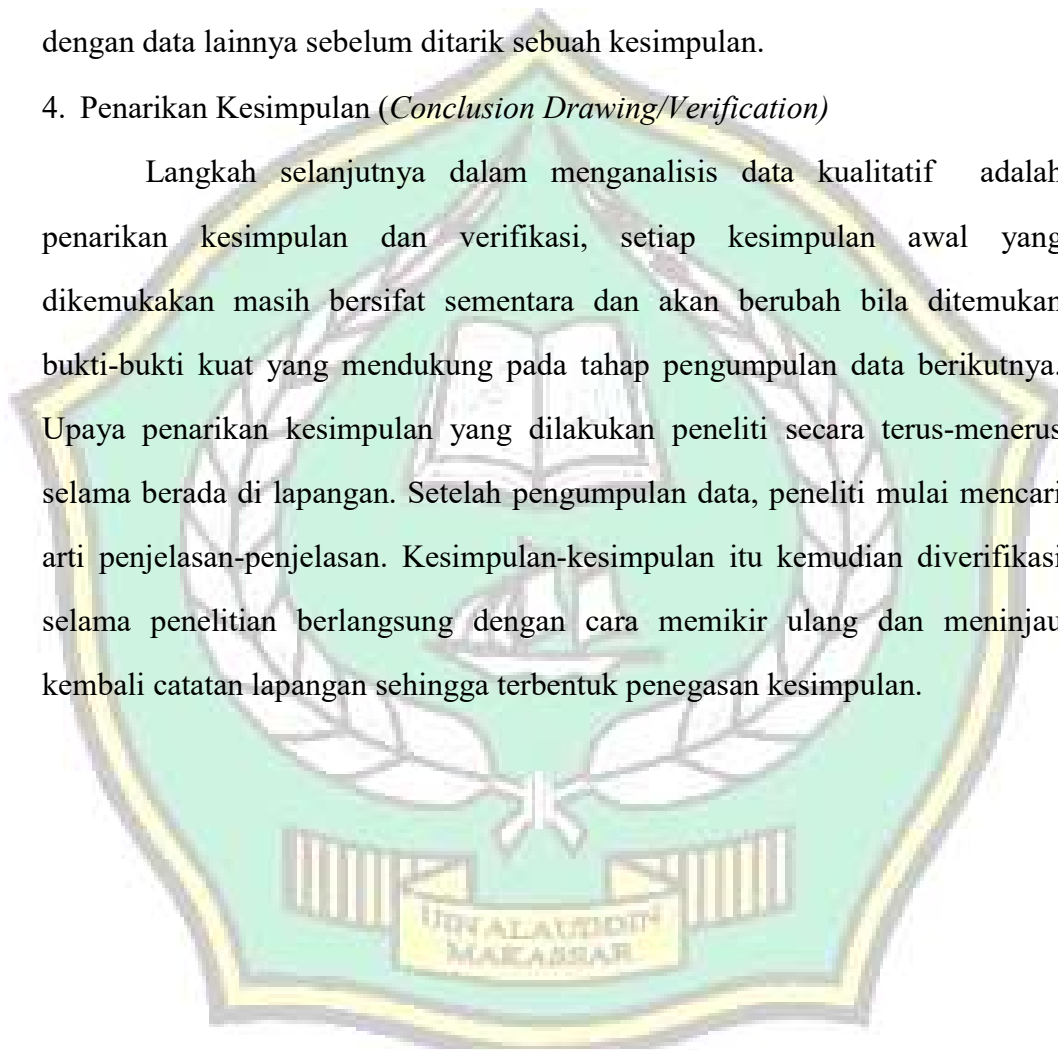 dengan data lainnya sebelum ditarik sebuah kesimpulan.
4. Penarikan Kesimpulan (Conclusion Drawing/Verification)
Langkah selanjutnya dalam menganalisis data kualitatif adalah
penarikan kesimpulan dan verifikasi, setiap kesimpulan awal yang
dikemukakan masih bersifat sementara dan akan berubah bila ditemukan
bukti-bukti kuat yang mendukung pada tahap pengumpulan data berikutnya.
Upaya penarikan kesimpulan yang dilakukan peneliti secara terus-menerus
selama berada di lapangan. Setelah pengumpulan data, peneliti mulai mencari
arti penjelasan-penjelasan. Kesimpulan-kesimpulan itu kemudian diverifikasi
selama penelitian berlangsung dengan cara memikir ulang dan meninjau
kembali catatan lapangan sehingga terbentuk penegasan kesimpulan.
UIN ALAUDDIN
MAKASSAR